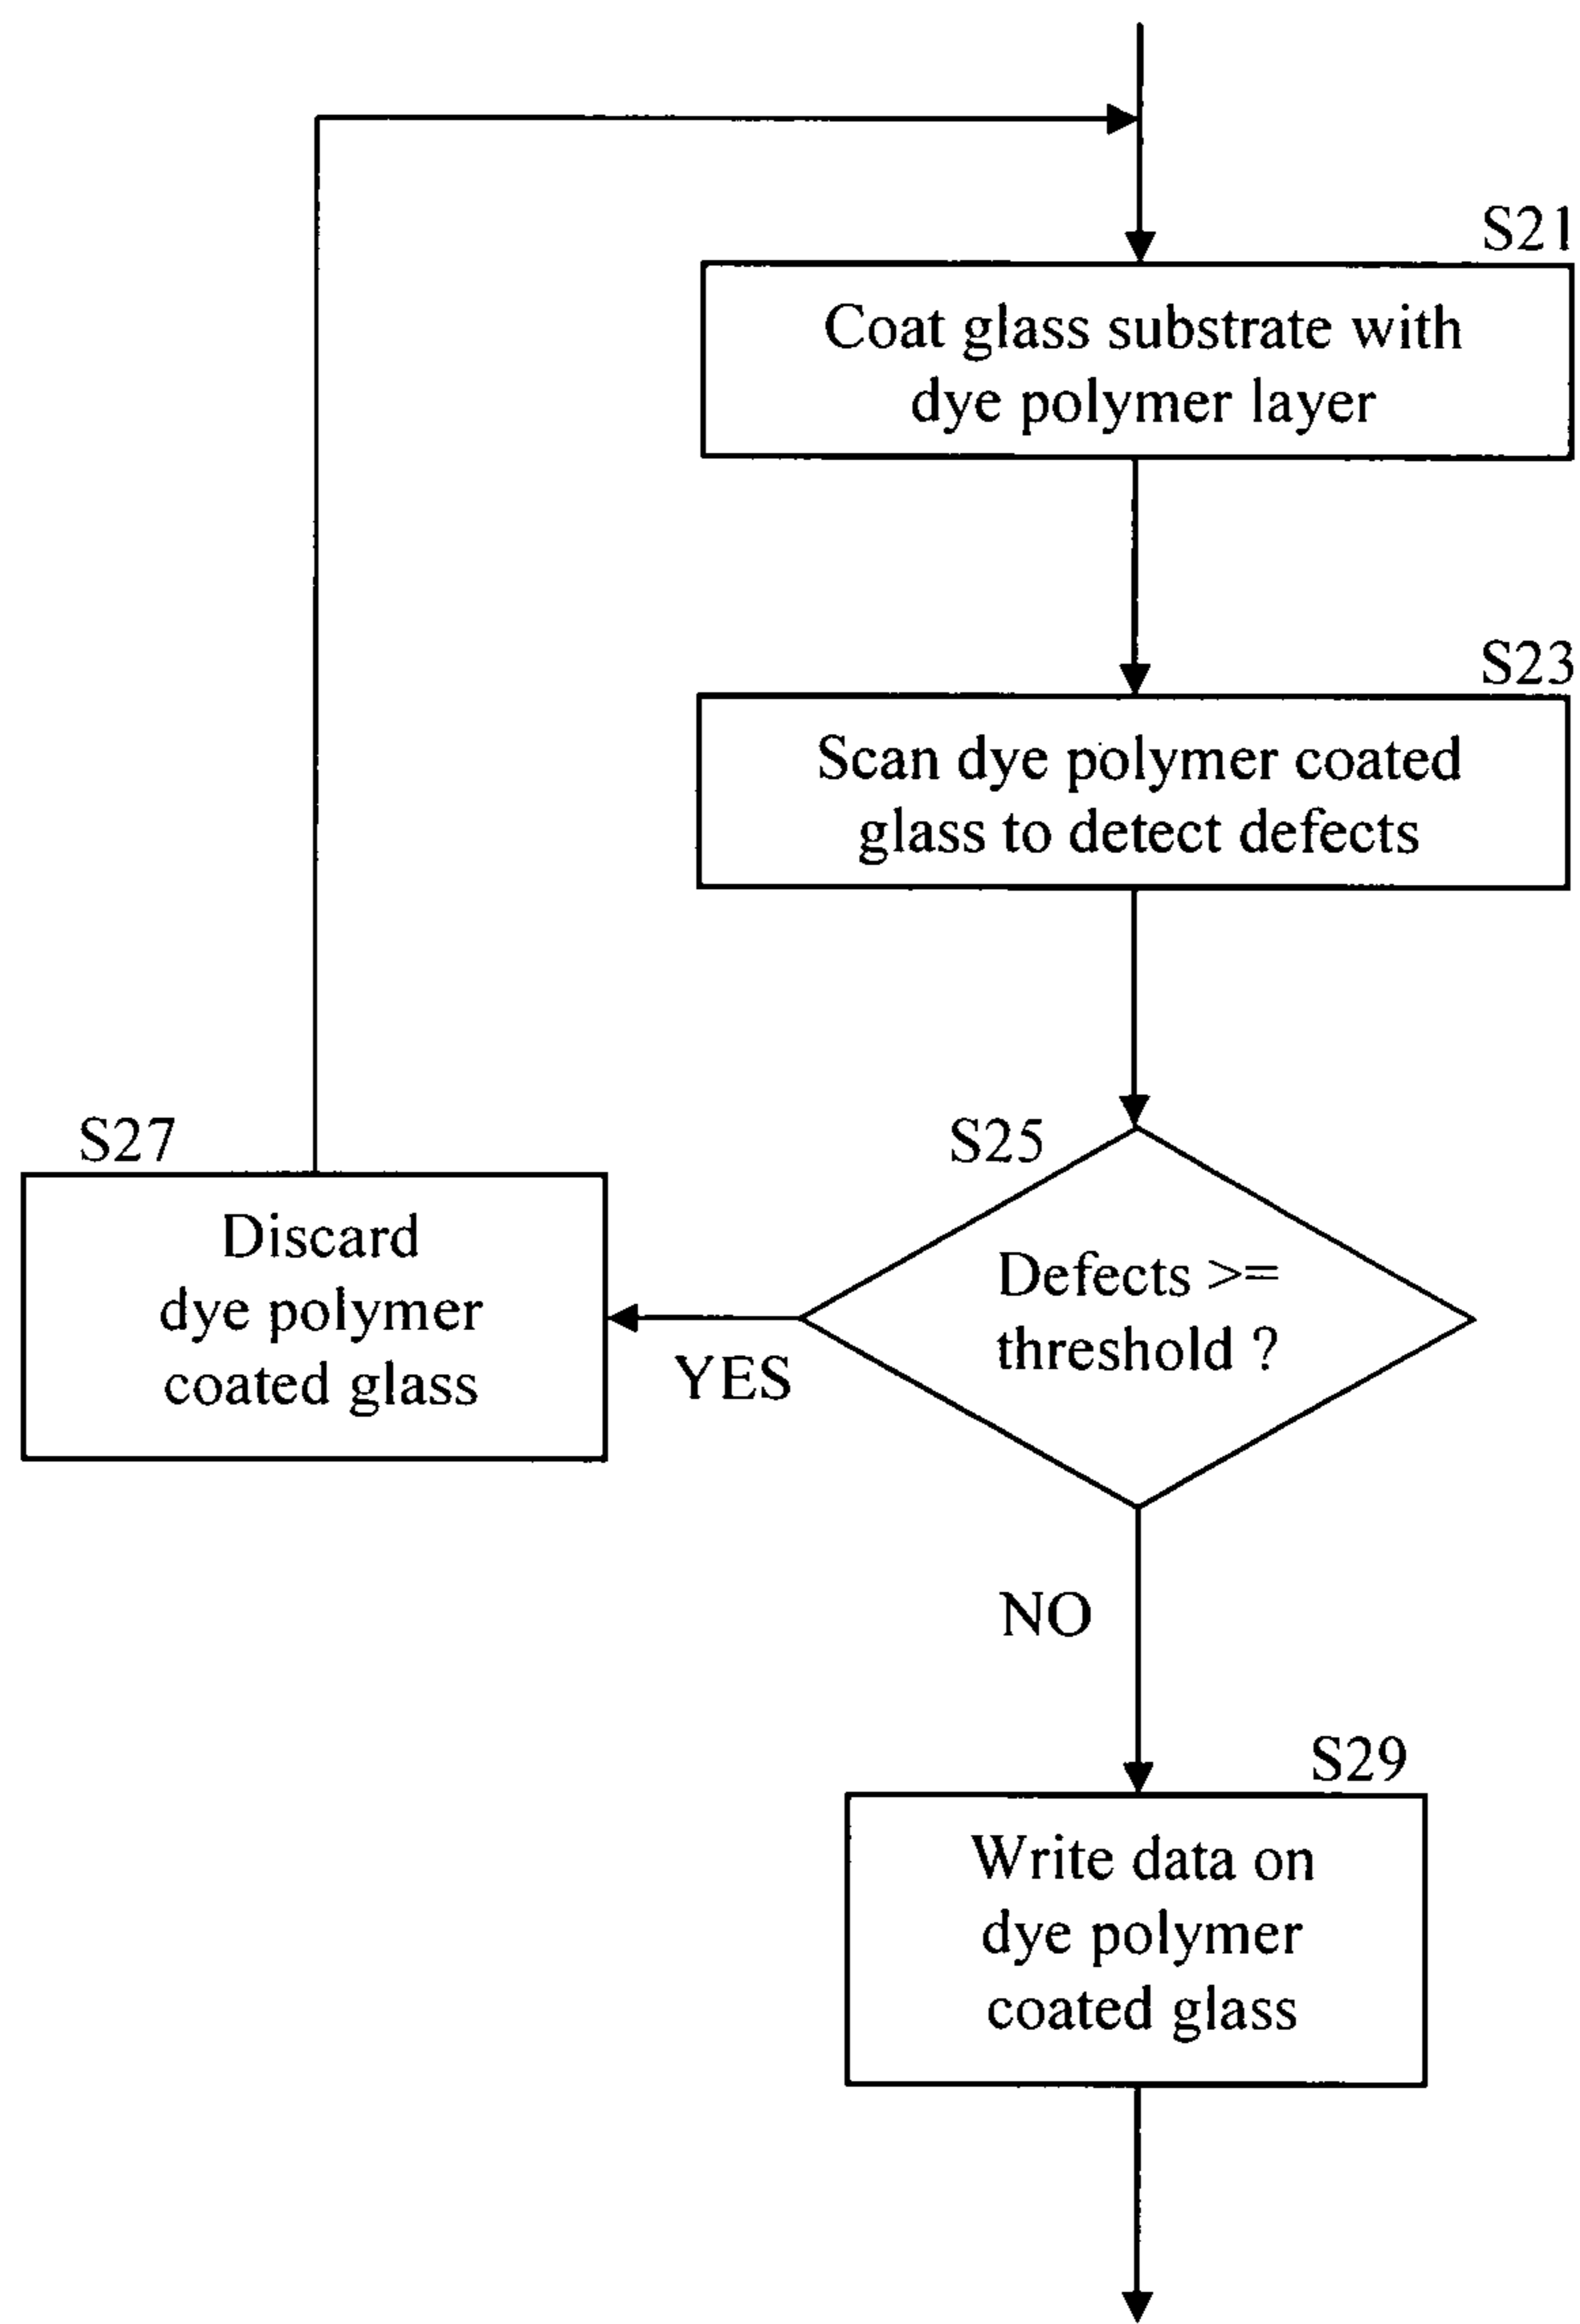 S21
Coat glass substrate with
dye polymer layer
S23
Scan dye polymer coated
glass to detect defects
S25
Defects >=
threshold ?
YES
S27
Discard
dye polymer
coated glass
NO
S29
Write data on
dye polymer
coated glass